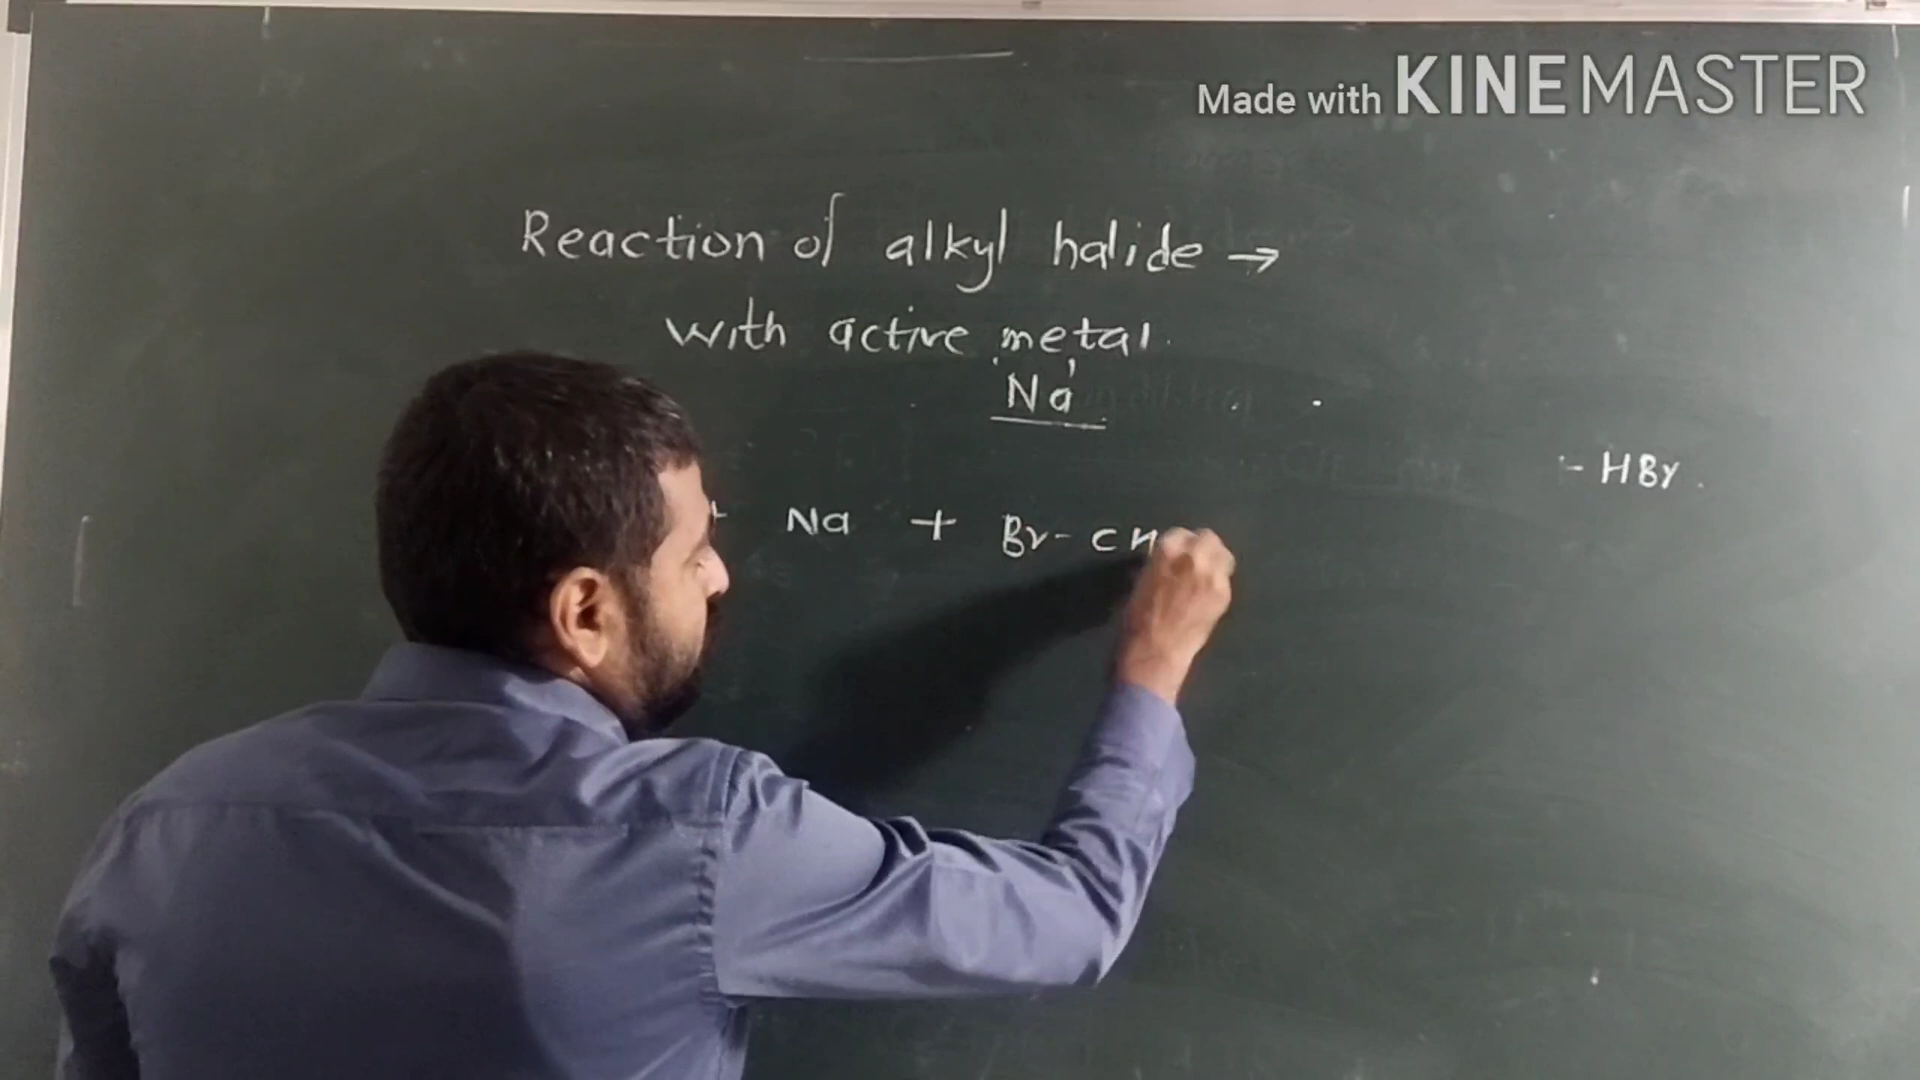 Made with KINEMASTER
Reaction of alkyl halide →
with active metal.
Na
- HBr.
+ Na + Br - CH